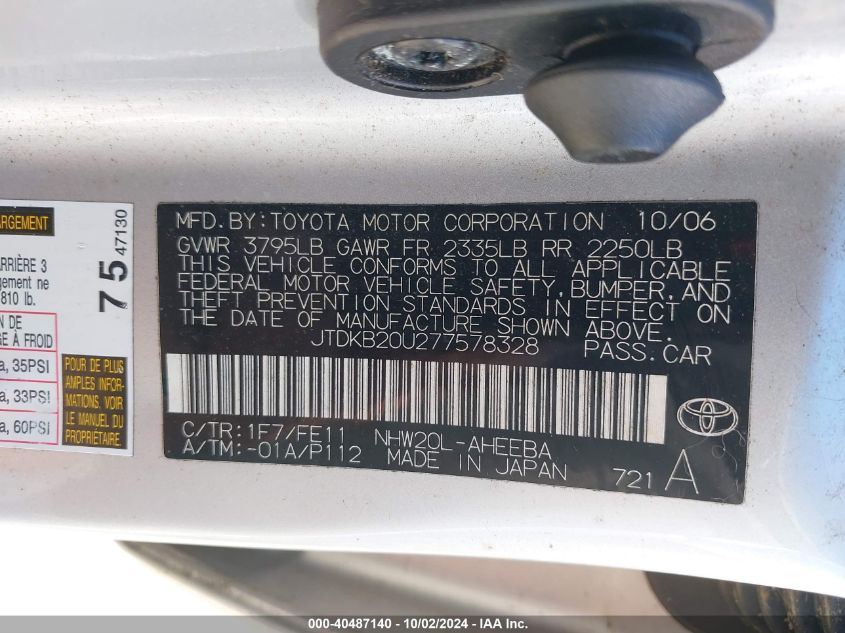 ARGEMENT
ARRIÈRE 3
gement ne
810 lb.
N DE
E À FROID
a, 35PSI
a, 33PSI
a, 60PSI
POUR DE PLUS
AMPLES INFOR-
MATIONS, VOIR
LE MANUEL DU
PROPRIÉTAIRE.
75
47130
MFD. BY: TOYOTA MOTOR CORPORATION 10/06
GVWR 3795LB GAWR FR 2335LB RR 2250LB
THIS VEHICLE CONFORMS TO ALL APPLICABLE
FEDERAL MOTOR VEHICLE SAFETY, BUMPER, AND
THEFT PREVENTION STANDARDS IN EFFECT ON
THE DATE OF MANUFACTURE SHOWN ABOVE.
JTDKB20U277578328 PASS. CAR
C/TR: 1F7/FE11 NHW20L-AHEEBA
A/TM: -01A/P112 MADE IN JAPAN
721 A
000-40487140 - 10/02/2024 - IAA Inc.